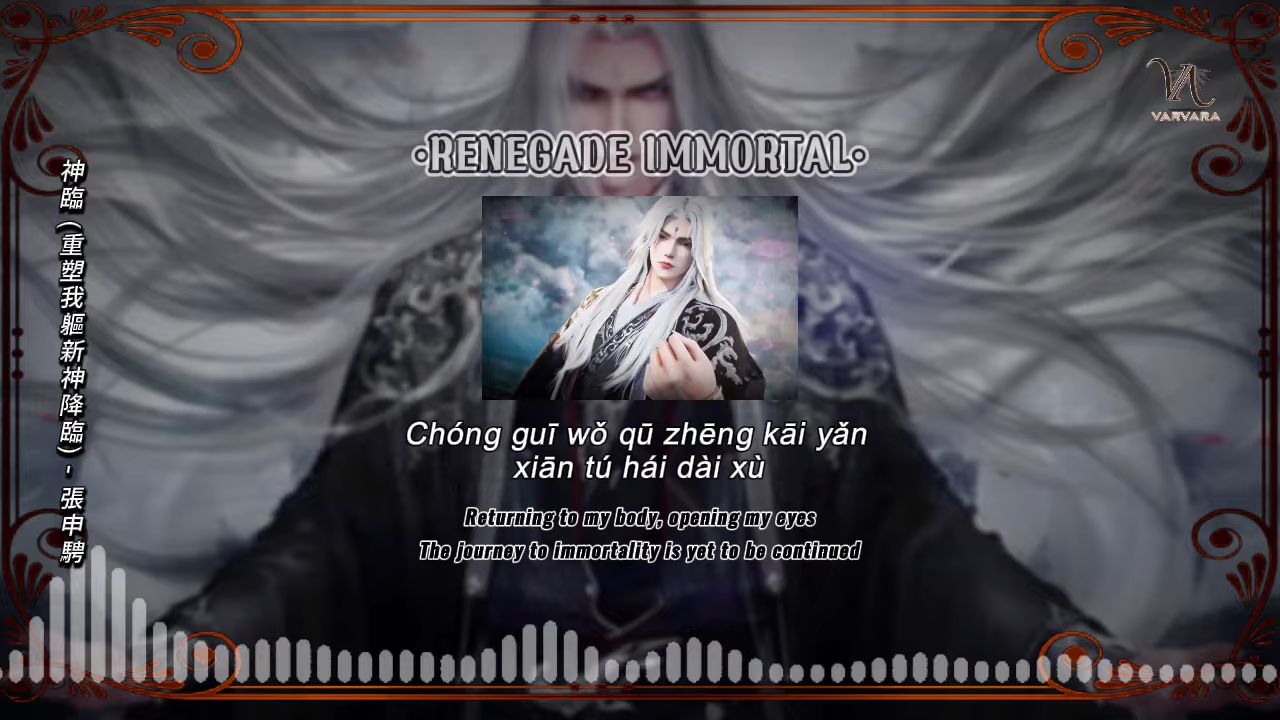 VARVARA
•RENEGADE IMMORTAL•
神臨 (重塑我軀新神降臨) - 張申騁
Chóng guī wǒ qū zhēng kāi yǎn
xiān tú hái dài xù
Returning to my body, opening my eyes
The journey to immortality is yet to be continued